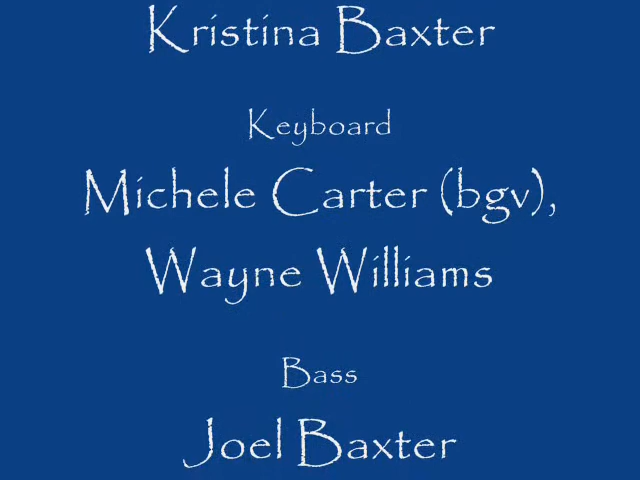 Kristina Baxter
Keyboard
Michele Carter (bgv),
Wayne Williams
Bass
Joel Baxter